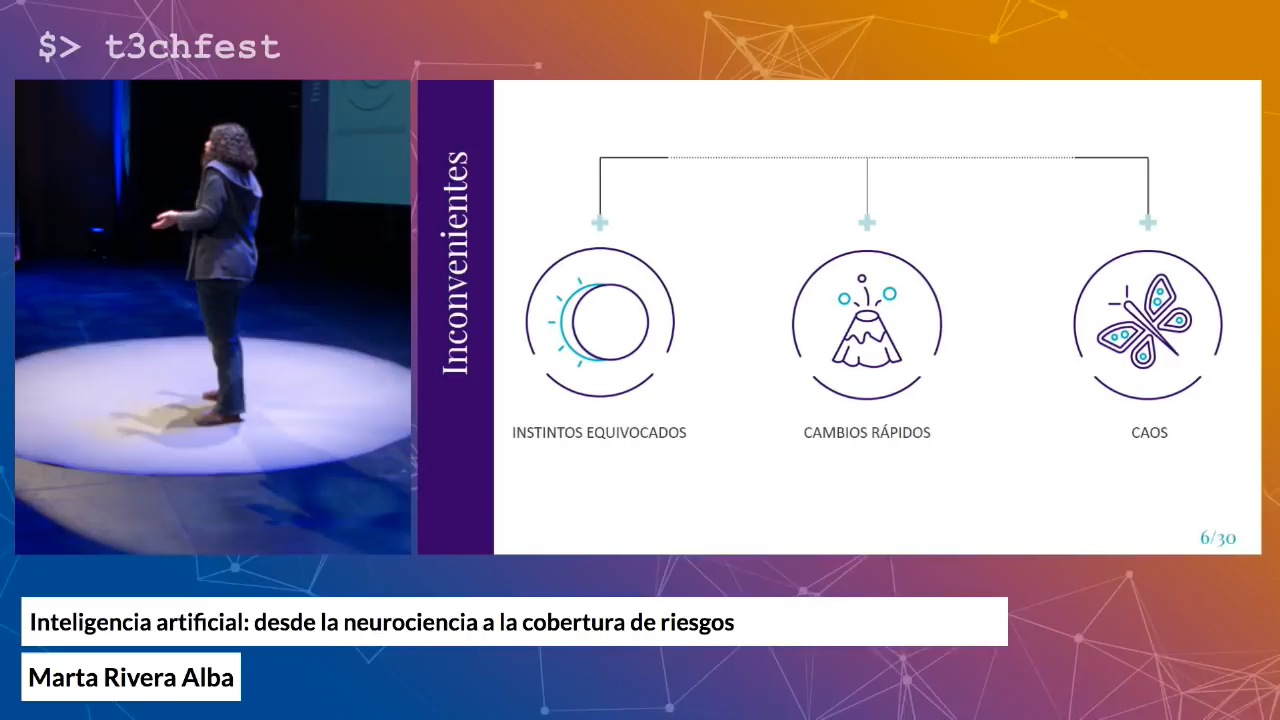 $> t3chfest
Inconvenientes
INSTINTOS EQUIVOCADOS
CAMBIOS RÁPIDOS
CAOS
6/30
Inteligencia artificial: desde la neurociencia a la cobertura de riesgos
Marta Rivera Alba